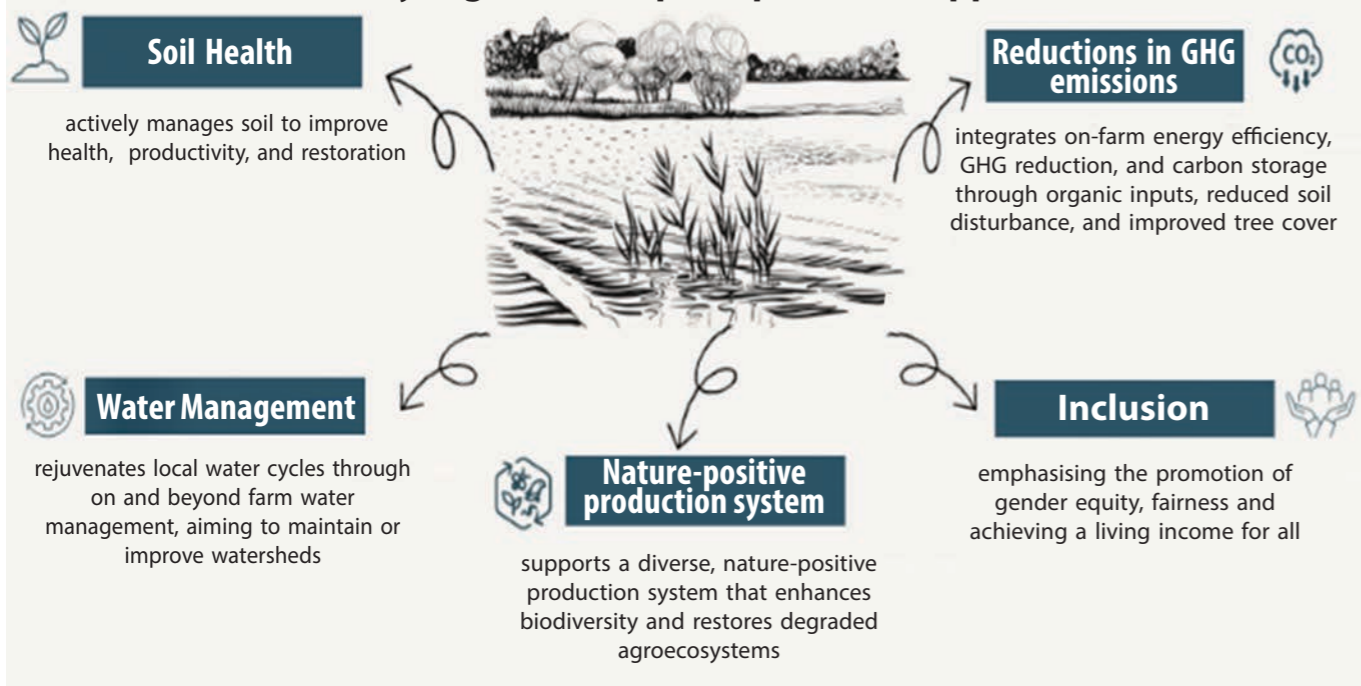 Soil Health
actively manages soil to improve
health, productivity, and restoration
Reductions in GHG
emissions
CO₂
integrates on-farm energy efficiency,
GHG reduction, and carbon storage
through organic inputs, reduced soil
disturbance, and improved tree cover
Water Management
rejuvenates local water cycles through
on and beyond farm water
management, aiming to maintain or
improve watersheds
Nature-positive
production system
supports a diverse, nature-positive
production system that enhances
biodiversity and restores degraded
agroecosystems
Inclusion
emphasising the promotion of
gender equity, fairness and
achieving a living income for all